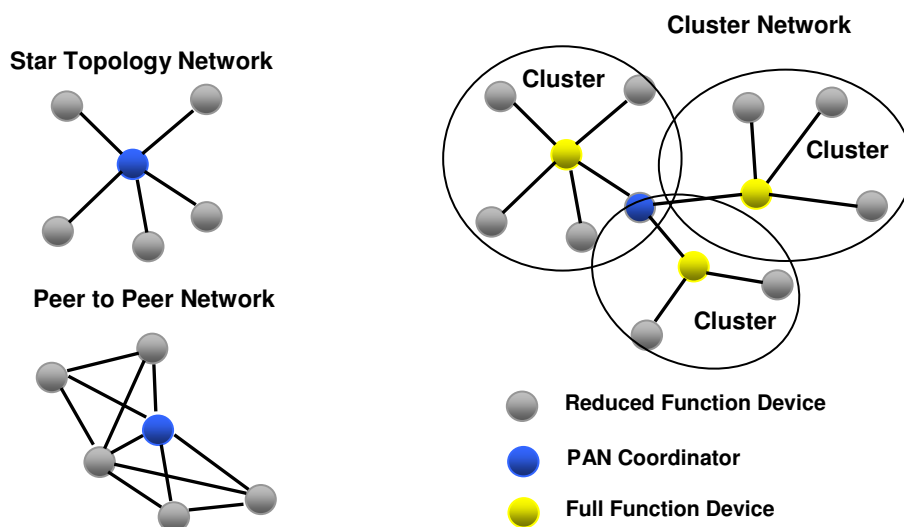 Star Topology Network
Peer to Peer Network
Cluster Network
Cluster
Cluster
Cluster
Reduced Function Device
PAN Coordinator
Full Function Device